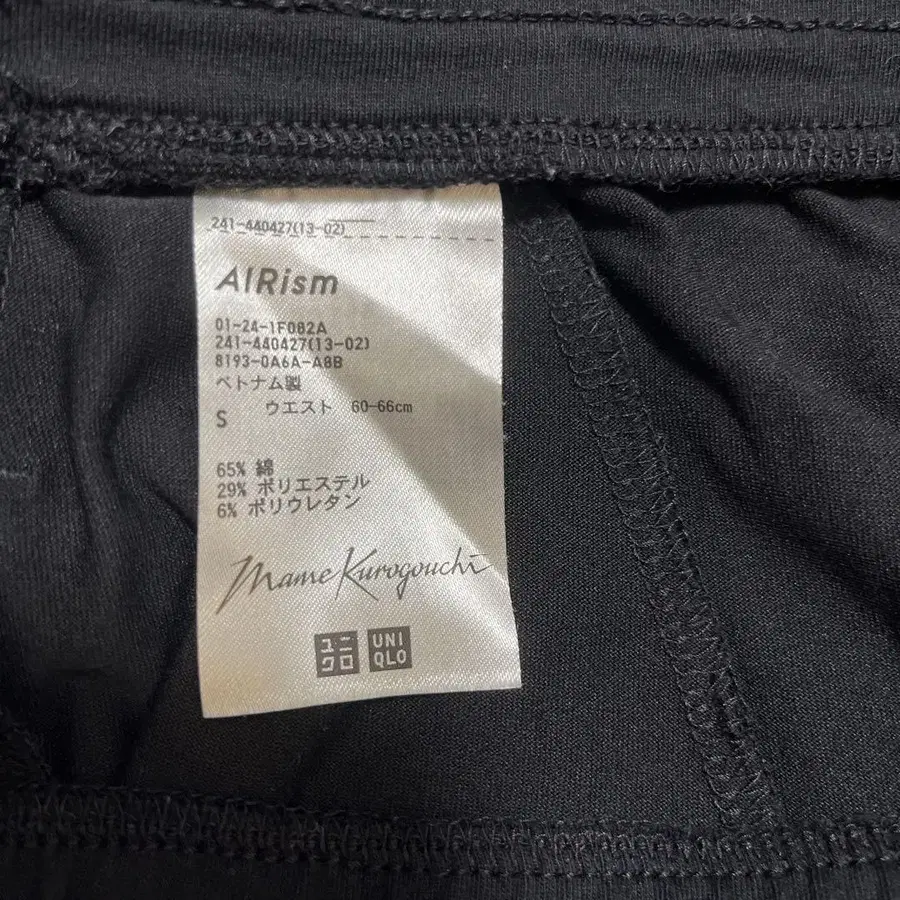 241-440427(13-02)
AIRism
01-24-1F082A
241-440427(13-02)
8193-0A6A-A8B
ベトナム製
S ウエスト 60-66cm
65% 綿
29% ポリエステル
6% ポリウレタン
Mame Kurogouchi
ユニ
クロ
UNI
QLO